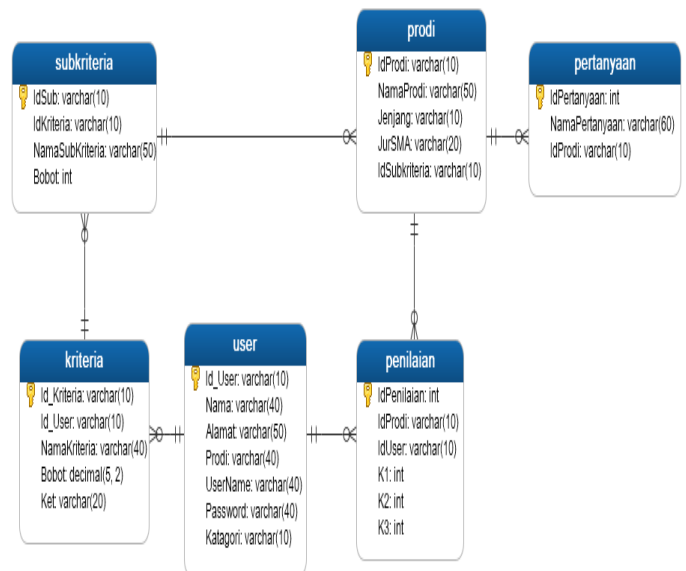 subkriteria
IdSub: varchar(10)
IdKriteria: varchar(10)
NamaSubKriteria: varchar(50)
Bobot: int
prodi
IdProdi: varchar(10)
NamaProdi: varchar(50)
Jenjang: varchar(10)
JurSMA: varchar(20)
IdSubkriteria: varchar(10)
pertanyaan
IdPertanyaan: int
NamaPertanyaan: varchar(60)
IdProdi: varchar(10)
kriteria
Id_Kriteria: varchar(10)
Id_User: varchar(10)
NamaKriteria: varchar(40)
Bobot: decimal(5, 2)
Ket: varchar(20)
user
Id_User: varchar(10)
Nama: varchar(40)
Alamat: varchar(50)
Prodi: varchar(40)
UserName: varchar(40)
Password: varchar(40)
Katagori: varchar(10)
penilaian
IdPenilaian: int
IdProdi: varchar(10)
IdUser: varchar(10)
K1: int
K2: int
K3: int